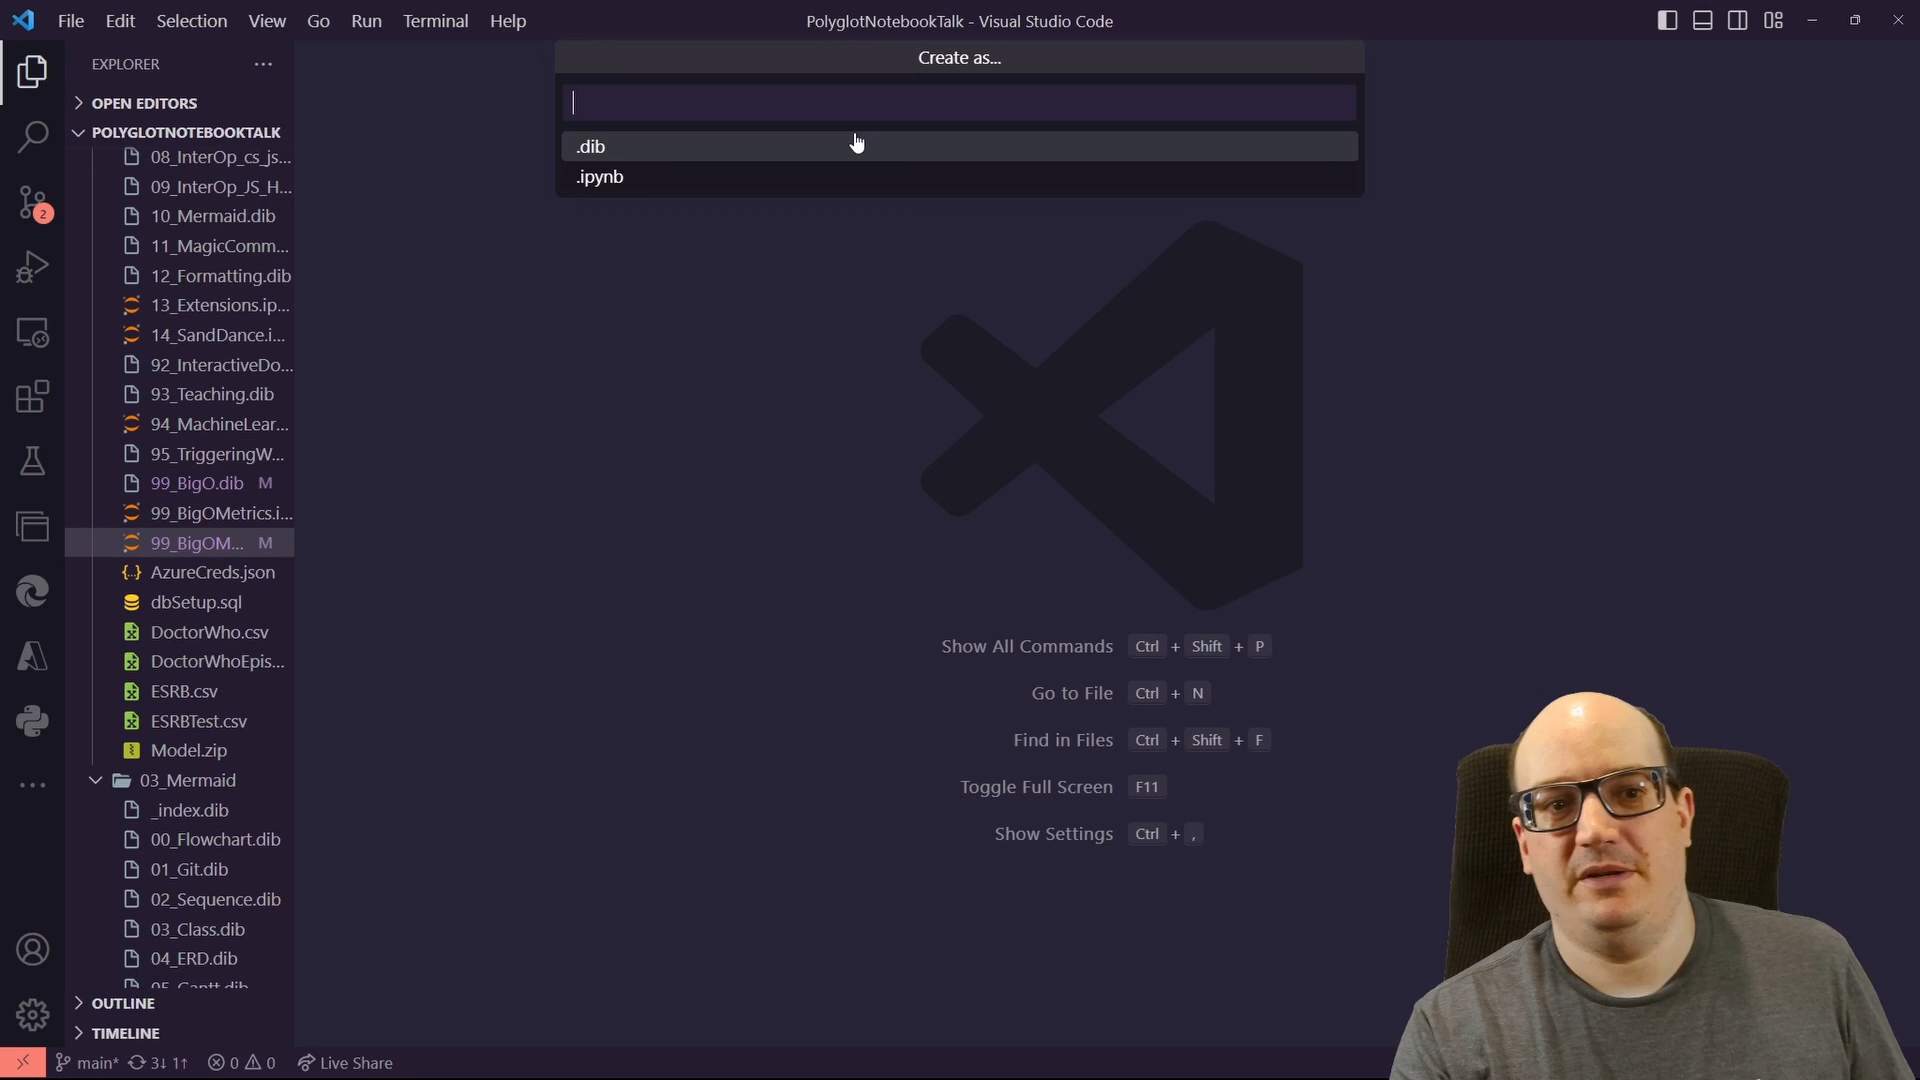 File Edit Selection View Go Run Terminal Help
PolyglotNotebookTalk - Visual Studio Code
EXPLORER
OPEN EDITORS
POLYGLOTNOTEBOOKTALK
08_InterOp_cs_js...
09_InterOp_JS_H...
10_Mermaid.dib
11_MagicComm...
12_Formatting.dib
13_Extensions.ip...
14_SandDance.i...
92_InteractiveDo...
93_Teaching.dib
94_MachineLear...
95_TriggeringW...
99_BigO.dib M
99_BigOMetrics.i...
99_BigOM... M
AzureCreds.json
dbSetup.sql
DoctorWho.csv
DoctorWhoEpis...
ESRB.csv
ESRBTest.csv
Model.zip
03_Mermaid
_index.dib
00_Flowchart.dib
01_Git.dib
02_Sequence.dib
03_Class.dib
04_ERD.dib
05_Gantt.dib
OUTLINE
TIMELINE
2
Create as...
.dib
.ipynb
Show All Commands Ctrl + Shift + P
Go to File Ctrl + N
Find in Files Ctrl + Shift + F
Toggle Full Screen F11
Show Settings Ctrl + ,
main* 3↓ 1↑ 0 0 Live Share